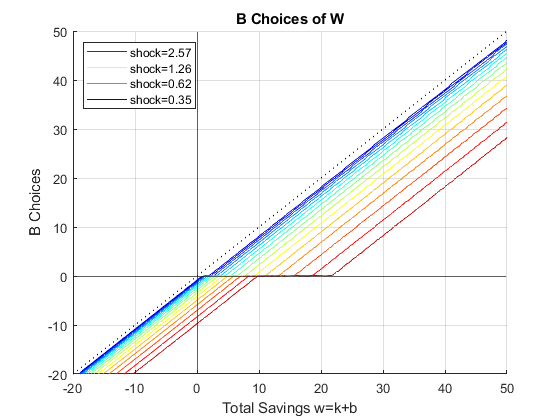 B Choices of W
50
40
30
20
10
0
-10
-20
B Choices
shock=2.57
shock=1.26
shock=0.62
shock=0.35
-20
-10
0
10
20
30
40
50
Total Savings w=k+b